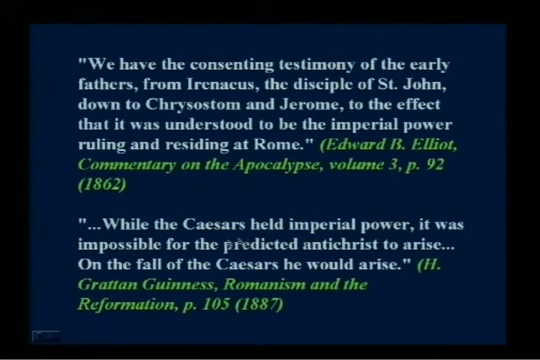 "We have the consenting testimony of the early
fathers, from Irenaeus, the disciple of St. John,
down to Chrysostom and Jerome, to the effect
that it was understood to be the imperial power
ruling and residing at Rome." (Edward B. Elliot,
Commentary on the Apocalypse, volume 3, p. 92
(1862)
"...While the Caesars held imperial power, it was
impossible for the predicted antichrist to arise...
On the fall of the Caesars he would arise." (H.
Grattan Guinness, Romanism and the
Reformation, p. 105 (1887)